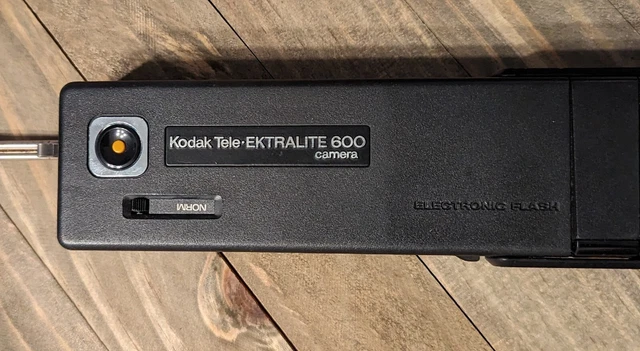 Kodak Tele·EKTRALITE 600
camera
NORM
ELECTRONIC FLASH